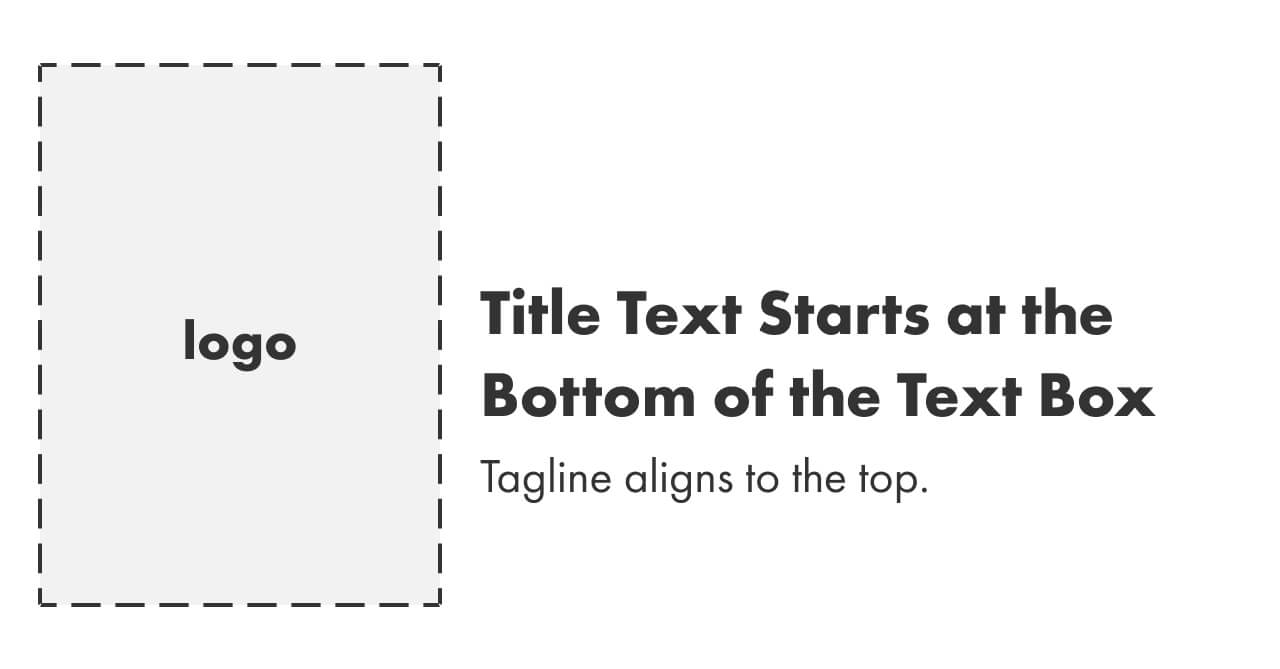 logo
Title Text Starts at the
Bottom of the Text Box
Tagline aligns to the top.